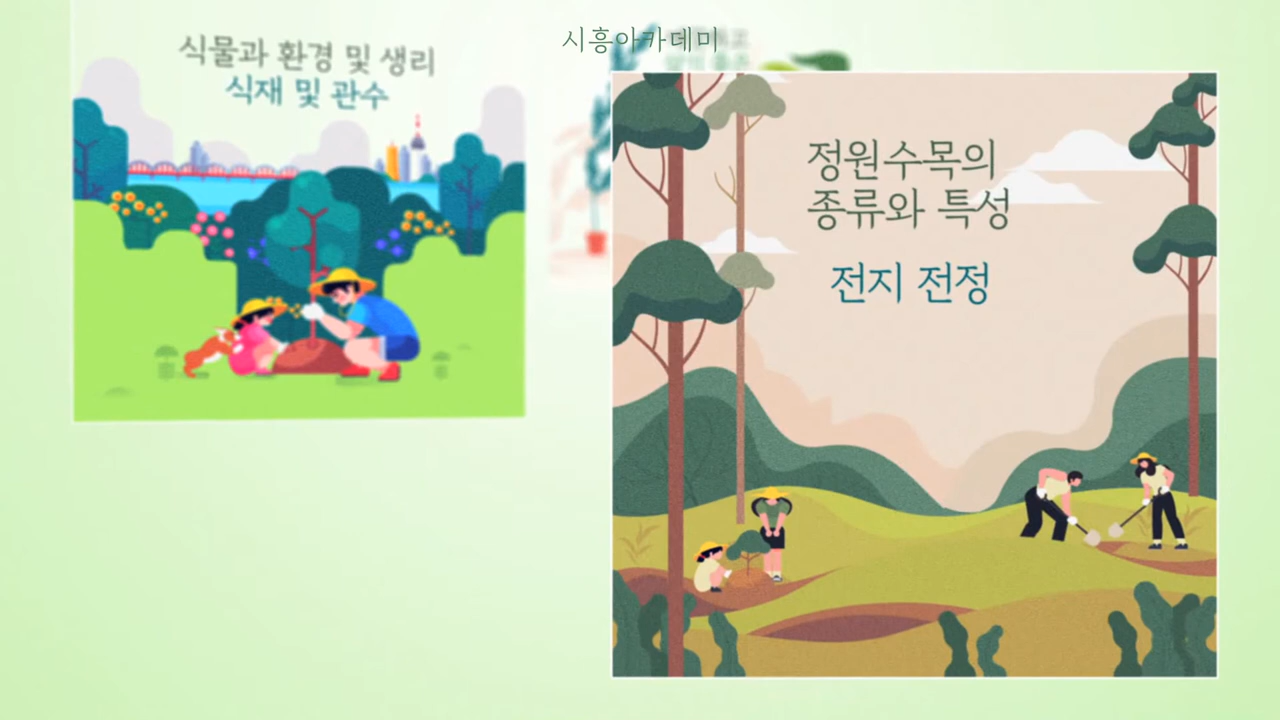 시흥아카데미
식물과 환경 및 생리
식재 및 관수
정원수목의
종류와 특성
전지 전정